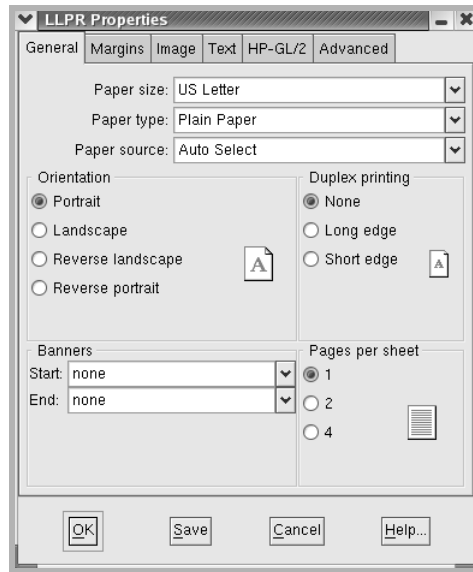 LLPR Properties
General Margins Image Text HP-GL/2 Advanced
Paper size: US Letter
Paper type: Plain Paper
Paper source: Auto Select
Orientation
Portrait
Landscape
Reverse landscape
Reverse portrait
A
Duplex printing
None
Long edge
Short edge
A
Banners
Start: none
End: none
Pages per sheet
1
2
4
OK Save Cancel Help...